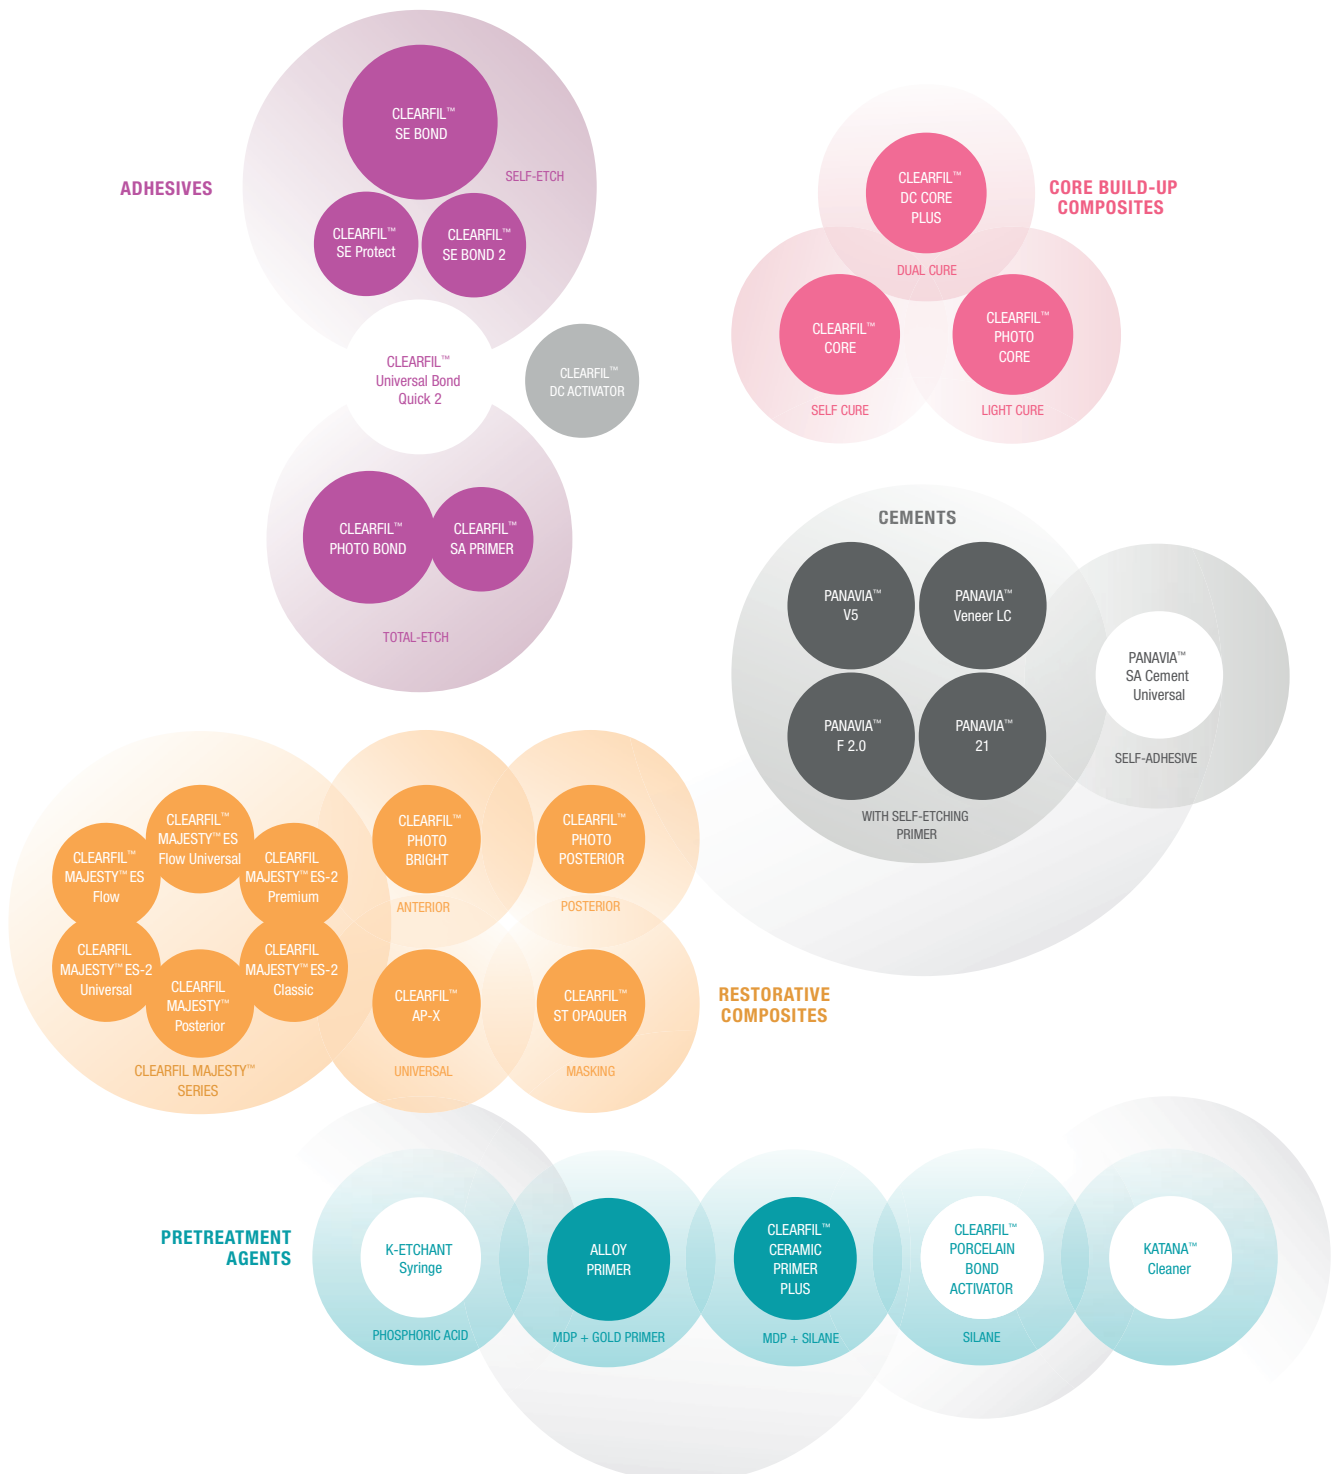 ADHESIVES
CLEARFIL™
SE BOND
SELF-ETCH
CLEARFIL™
SE Protect
CLEARFIL™
SE BOND 2
CLEARFIL™
Universal Bond
Quick 2
CLEARFIL™
DC ACTIVATOR
CLEARFIL™
PHOTO BOND
CLEARFIL™
SA PRIMER
TOTAL-ETCH
CORE BUILD-UP
COMPOSITES
CLEARFIL™
DC CORE
PLUS
DUAL CURE
CLEARFIL™
CORE
SELF CURE
CLEARFIL™
PHOTO
CORE
LIGHT CURE
CEMENTS
PANAVIA™
V5
PANAVIA™
Veneer LC
PANAVIA™
F 2.0
PANAVIA™
21
WITH SELF-ETCHING
PRIMER
PANAVIA™
SA Cement
Universal
SELF-ADHESIVE
CLEARFIL™
MAJESTY™ ES
Flow
CLEARFIL™
MAJESTY™ ES
Flow Universal
CLEARFIL
MAJESTY™ ES-2
Premium
CLEARFIL
MAJESTY™ ES-2
Universal
CLEARFIL
MAJESTY™
Posterior
CLEARFIL
MAJESTY™ ES-2
Classic
CLEARFIL MAJESTY™
SERIES
CLEARFIL™
PHOTO
BRIGHT
ANTERIOR
CLEARFIL™
PHOTO
POSTERIOR
POSTERIOR
CLEARFIL™
AP-X
UNIVERSAL
CLEARFIL™
ST OPAQUER
MASKING
RESTORATIVE
COMPOSITES
PRETREATMENT
AGENTS
K-ETCHANT
Syringe
PHOSPHORIC ACID
ALLOY
PRIMER
MDP + GOLD PRIMER
CLEARFIL™
CERAMIC
PRIMER
PLUS
MDP + SILANE
CLEARFIL™
PORCELAIN
BOND
ACTIVATOR
SILANE
KATANA™
Cleaner